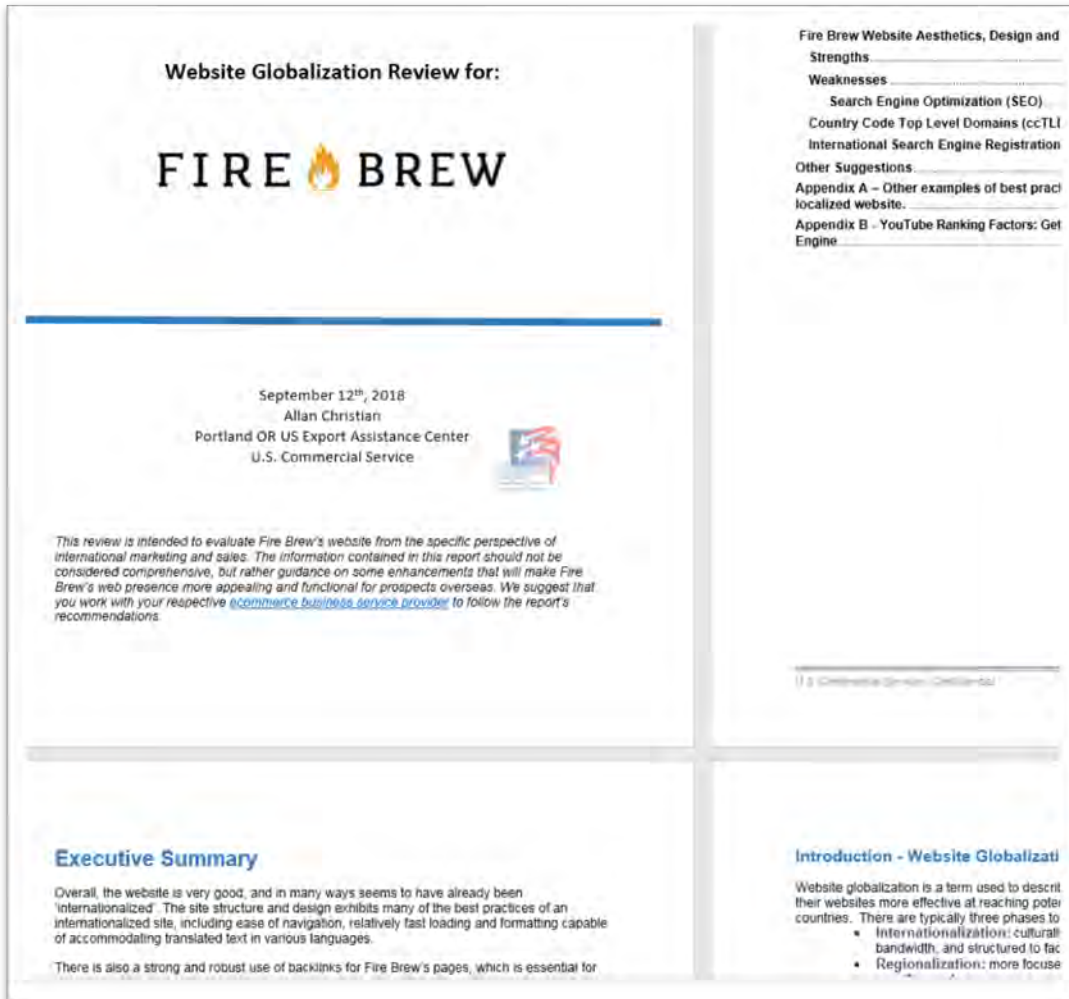 Website Globalization Review for:
FIRE BREW
September 12th, 2018
Allan Christian
Portland OR US Export Assistance Center
U.S. Commercial Service
This review is intended to evaluate Fire Brew's website from the specific perspective of
international marketing and sales. The information contained in this report should not be
considered comprehensive, but rather guidance on some enhancements that will make Fire
Brew's web presence more appealing and functional for prospects overseas. We suggest that
you work with your respective ecommerce business service provider to follow the report's
recommendations.
Fire Brew Website Aesthetics, Design and
Strengths
Weaknesses
Search Engine Optimization (SEO)
Country Code Top Level Domains (ccTL
International Search Engine Registration
Other Suggestions
Appendix A – Other examples of best pract
localized website.
Appendix B - YouTube Ranking Factors: Get
Engine
U.S. Commercial Service - Confidential
Executive Summary
Overall, the website is very good, and in many ways seems to have already been
'internationalized'. The site structure and design exhibits many of the best practices of an
internationalized site, including ease of navigation, relatively fast loading and formatting capable
of accommodating translated text in various languages.
There is also a strong and robust use of backlinks for Fire Brew's pages, which is essential for
Introduction - Website Globalizati
Website globalization is a term used to descri
their websites more effective at reaching pote
countries. There are typically three phases to
• Internationalization: culturall
bandwidth, and structured to fac
• Regionalization: more focuse